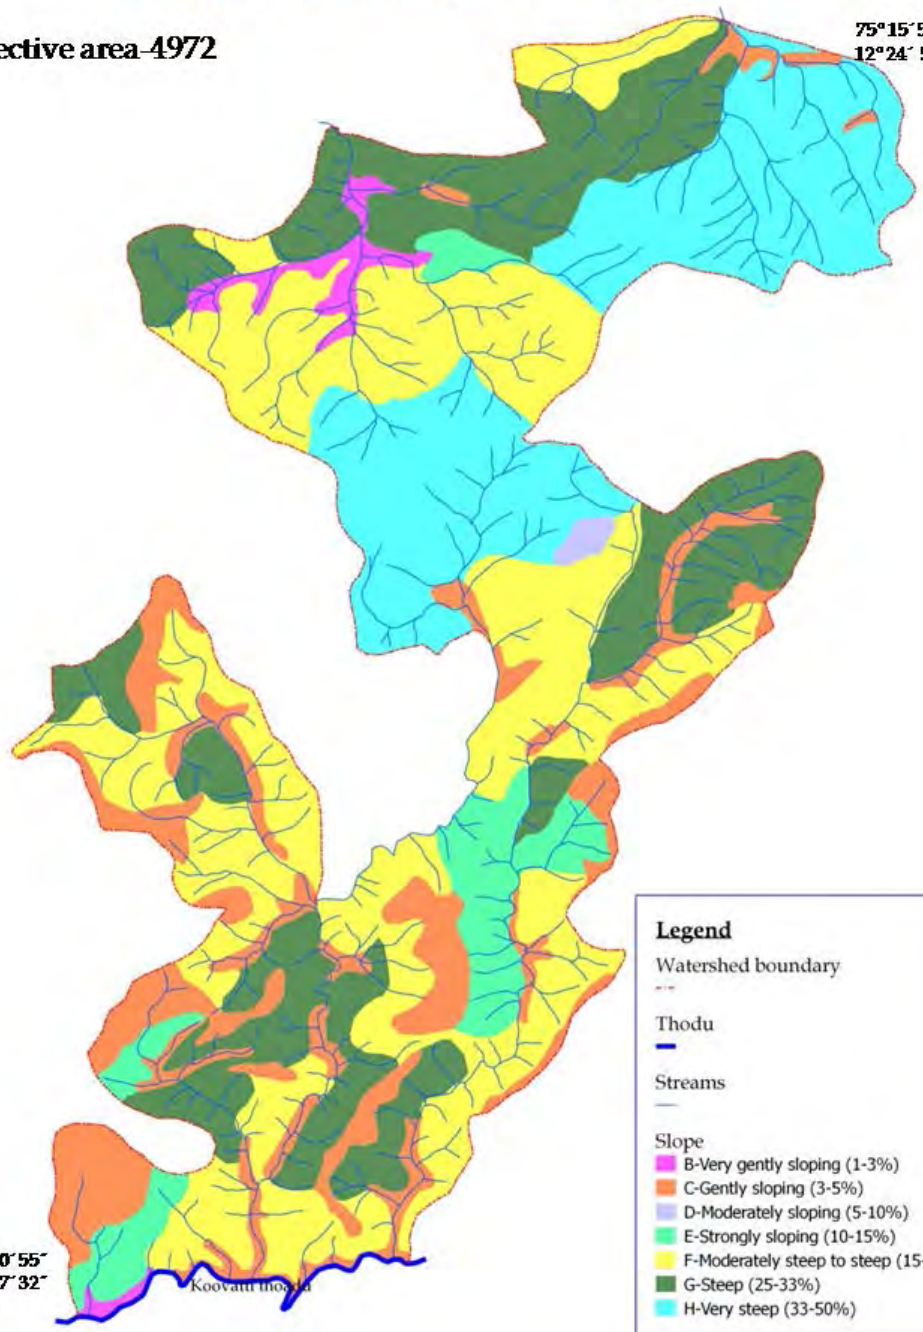 ective area-4972
75°15´5
12°24´5
Legend
Watershed boundary
Thodu
Streams
Slope
B-Very gently sloping (1-3%)
C-Gently sloping (3-5%)
D-Moderately sloping (5-10%)
E-Strongly sloping (10-15%)
F-Moderately steep to steep (15-
G-Steep (25-33%)
H-Very steep (33-50%)
0´55˝
7´32˝